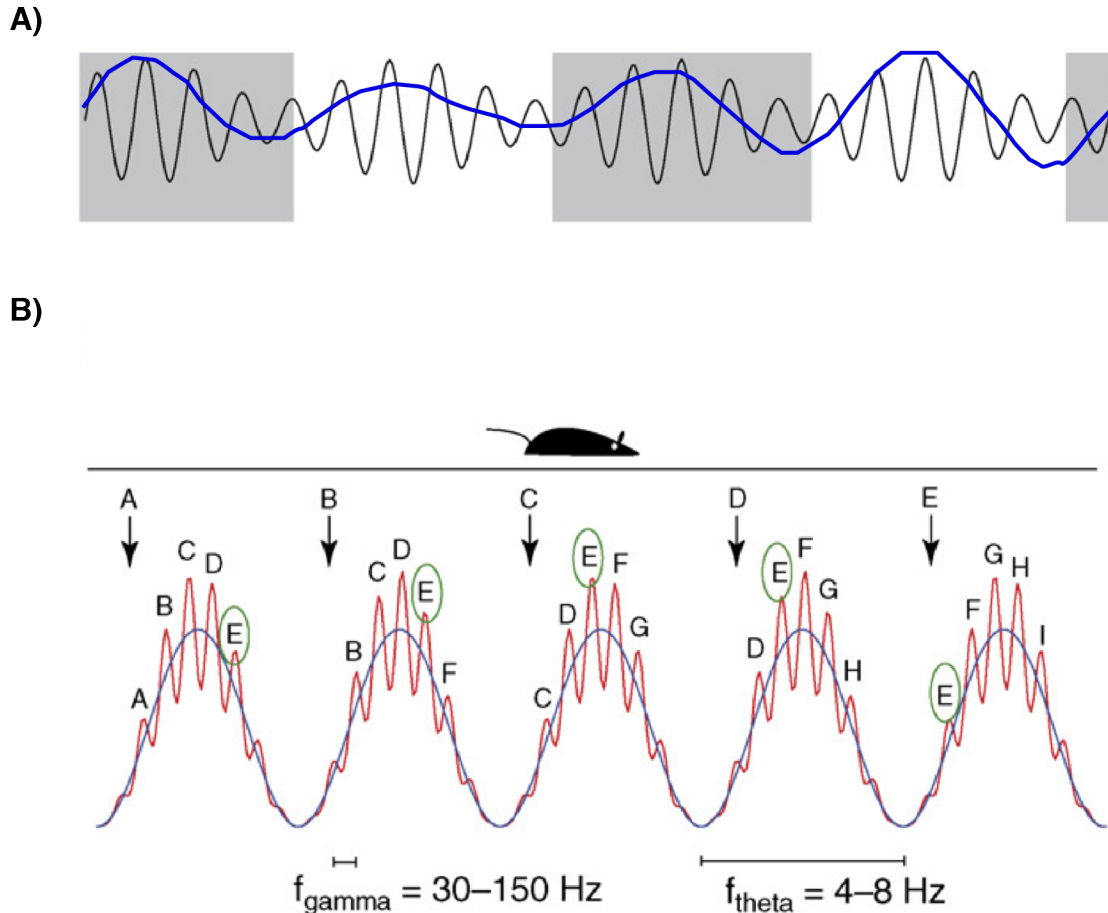 A)
B)
A B C D E
C D D E F F G H
B C E D E G F I
A B F C G D H E
f_gamma = 30–150 Hz f_theta = 4–8 Hz